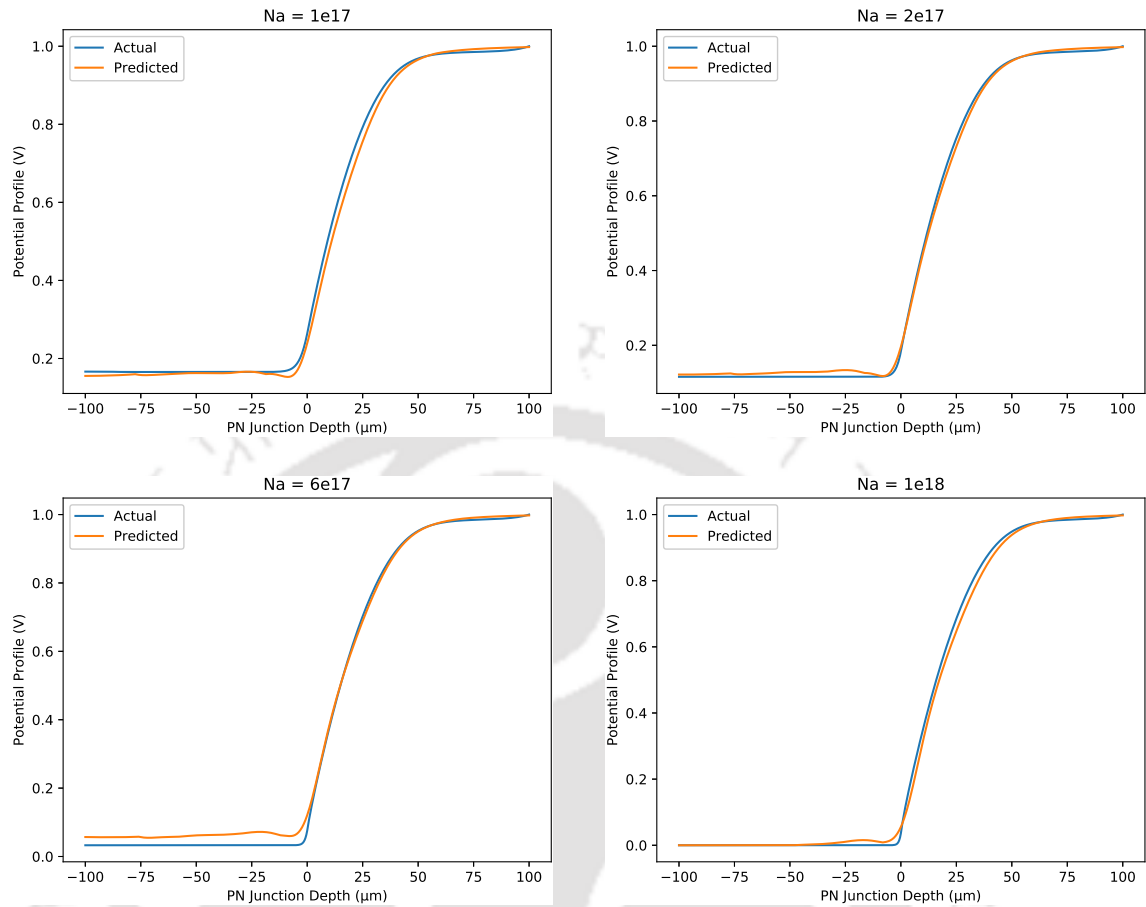 Na = 1e17
Actual
Predicted
1.0
0.8
0.6
0.4
0.2
Potential Profile (V)
−100 −75 −50 −25 0 25 50 75 100
PN Junction Depth (μm)
Na = 2e17
Actual
Predicted
1.0
0.8
0.6
0.4
0.2
Potential Profile (V)
−100 −75 −50 −25 0 25 50 75 100
PN Junction Depth (μm)
Na = 6e17
Actual
Predicted
1.0
0.8
0.6
0.4
0.2
0.0
Potential Profile (V)
−100 −75 −50 −25 0 25 50 75 100
PN Junction Depth (μm)
Na = 1e18
Actual
Predicted
1.0
0.8
0.6
0.4
0.2
0.0
Potential Profile (V)
−100 −75 −50 −25 0 25 50 75 100
PN Junction Depth (μm)